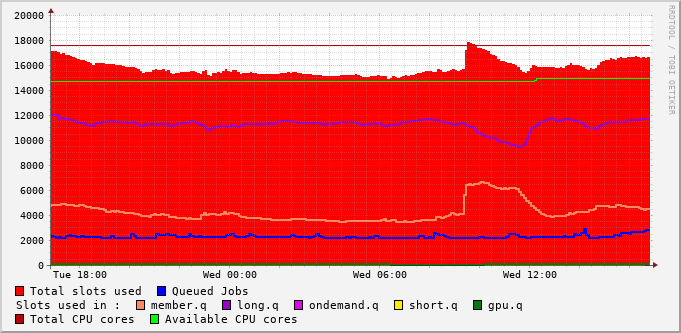 RRDTOOL / TOBI OETIKER
20000
18000
16000
14000
12000
10000
8000
6000
4000
2000
0
Tue 18:00 Wed 00:00 Wed 06:00 Wed 12:00
Total slots used Queued Jobs
Slots used in : member.q long.q ondemand.q short.q gpu.q
Total CPU cores Available CPU cores